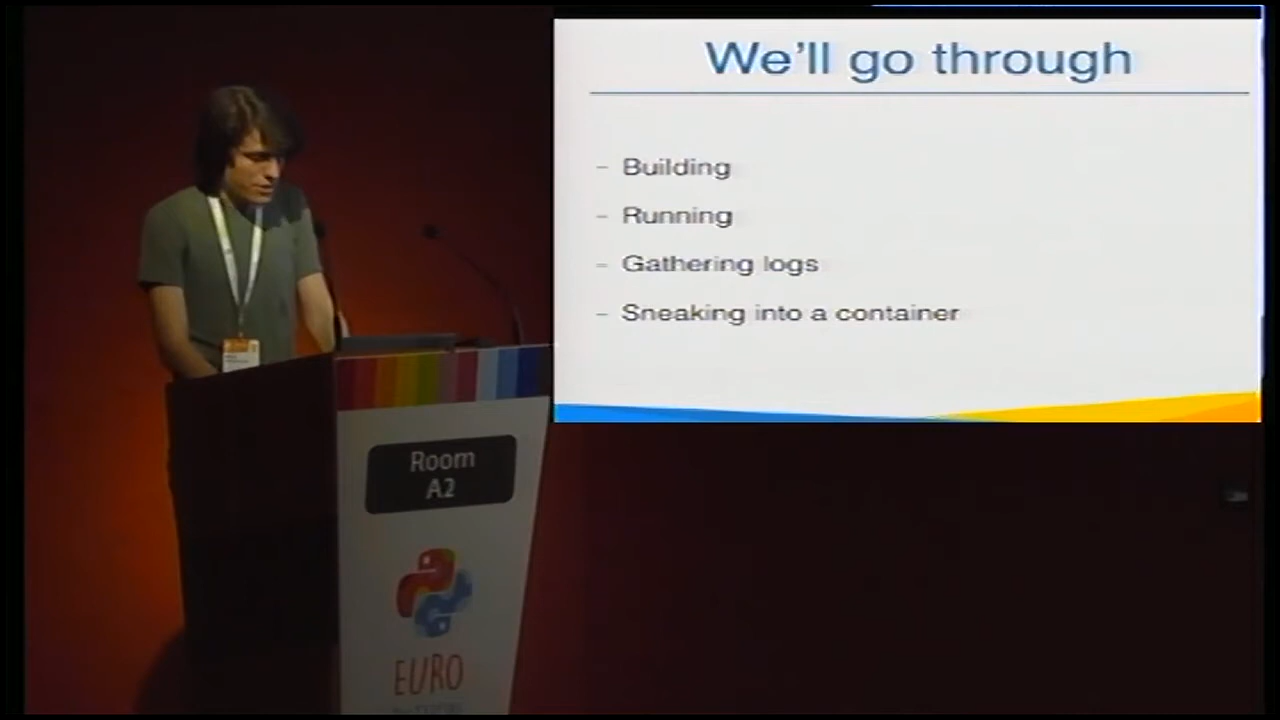 We'll go through
– Building
– Running
– Gathering logs
– Sneaking into a container
Room
A2
EURO